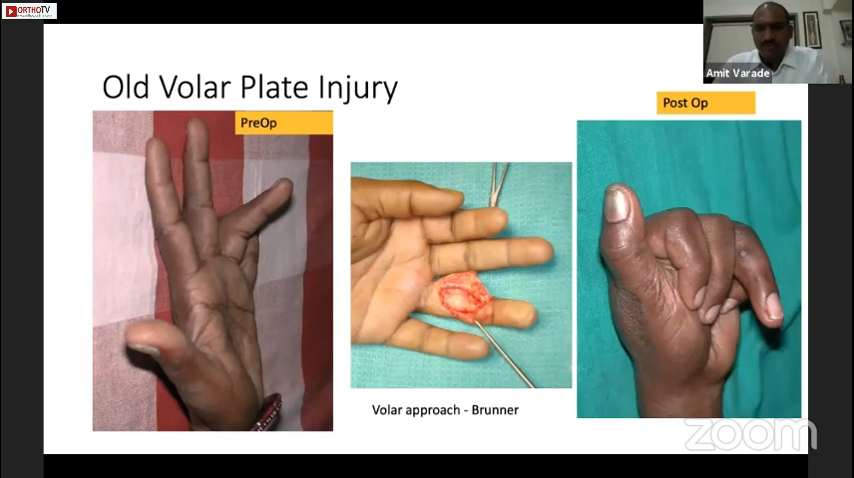 ORTHOTV
Amit Varade
Old Volar Plate Injury
PreOp
Post Op
Volar approach - Brunner
zoom